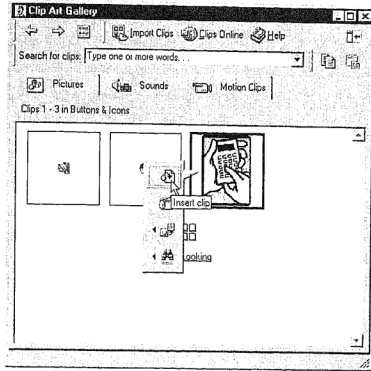 Clip Art Gallery
Import Clips Clips Online Help
Search for clips: Type one or more words. . .
Pictures Sounds Motion Clips
Clips 1 - 3 in Buttons & Icons
Insert clip
ooking